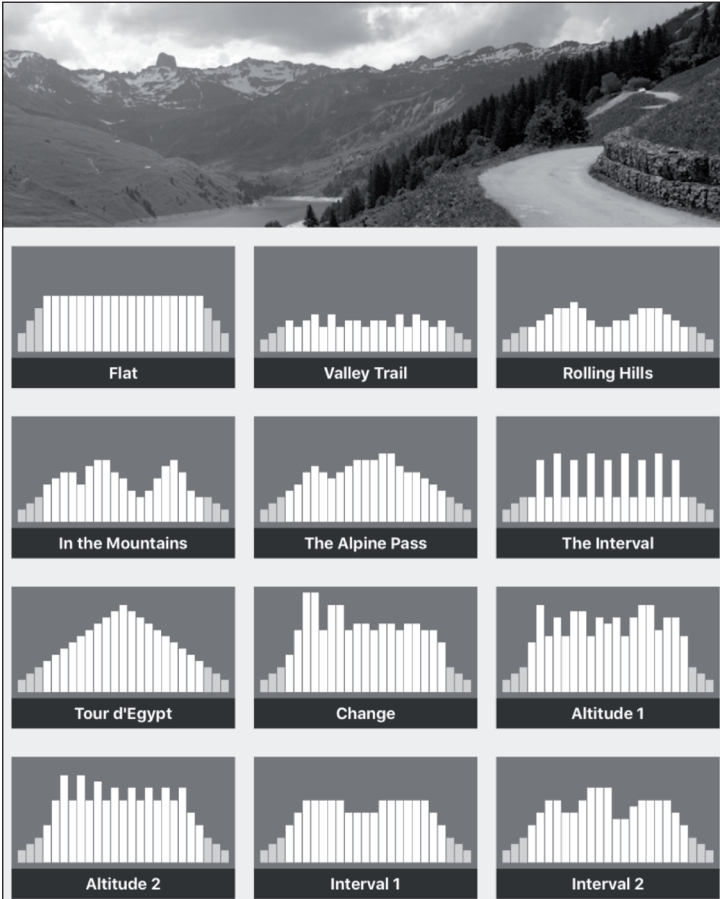 Flat
Valley Trail
Rolling Hills
In the Mountains
The Alpine Pass
The Interval
Tour d'Egypt
Change
Altitude 1
Altitude 2
Interval 1
Interval 2